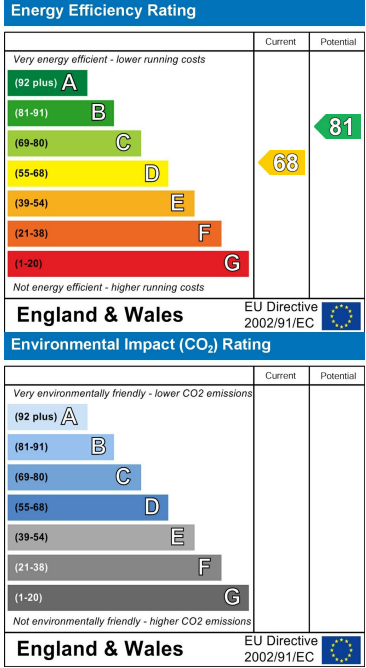 Energy Efficiency Rating
Current Potential
Very energy efficient - lower running costs
(92 plus) A
(81-91) B
(69-80) C
(55-68) D
(39-54) E
(21-38) F
(1-20) G
68
81
Not energy efficient - higher running costs
England & Wales
EU Directive
2002/91/EC
Environmental Impact (CO₂) Rating
Current Potential
Very environmentally friendly - lower CO2 emissions
(92 plus) A
(81-91) B
(69-80) C
(55-68) D
(39-54) E
(21-38) F
(1-20) G
Not environmentally friendly - higher CO2 emissions
England & Wales
EU Directive
2002/91/EC